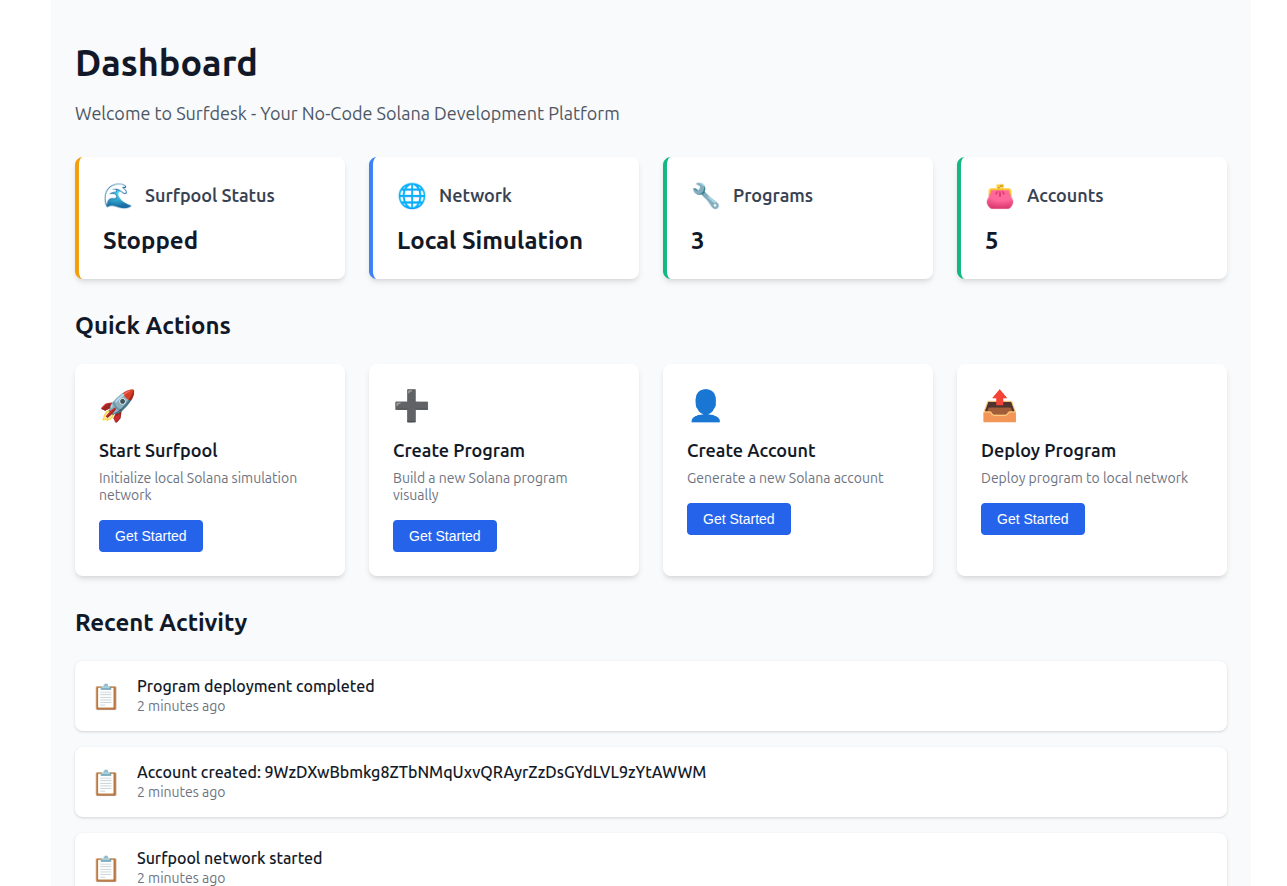 Dashboard
Welcome to Surfdesk - Your No-Code Solana Development Platform
Surfpool Status
Stopped
Network
Local Simulation
Programs
3
Accounts
5
Quick Actions
Start Surfpool
Initialize local Solana simulation
network
Get Started
Create Program
Build a new Solana program
visually
Get Started
Create Account
Generate a new Solana account
Get Started
Deploy Program
Deploy program to local network
Get Started
Recent Activity
Program deployment completed
2 minutes ago
Account created: 9WzDXwBbmkg8ZTbNMqUxvQRAyrZzDsGYdLVL9zYtAWWM
2 minutes ago
Surfpool network started
2 minutes ago